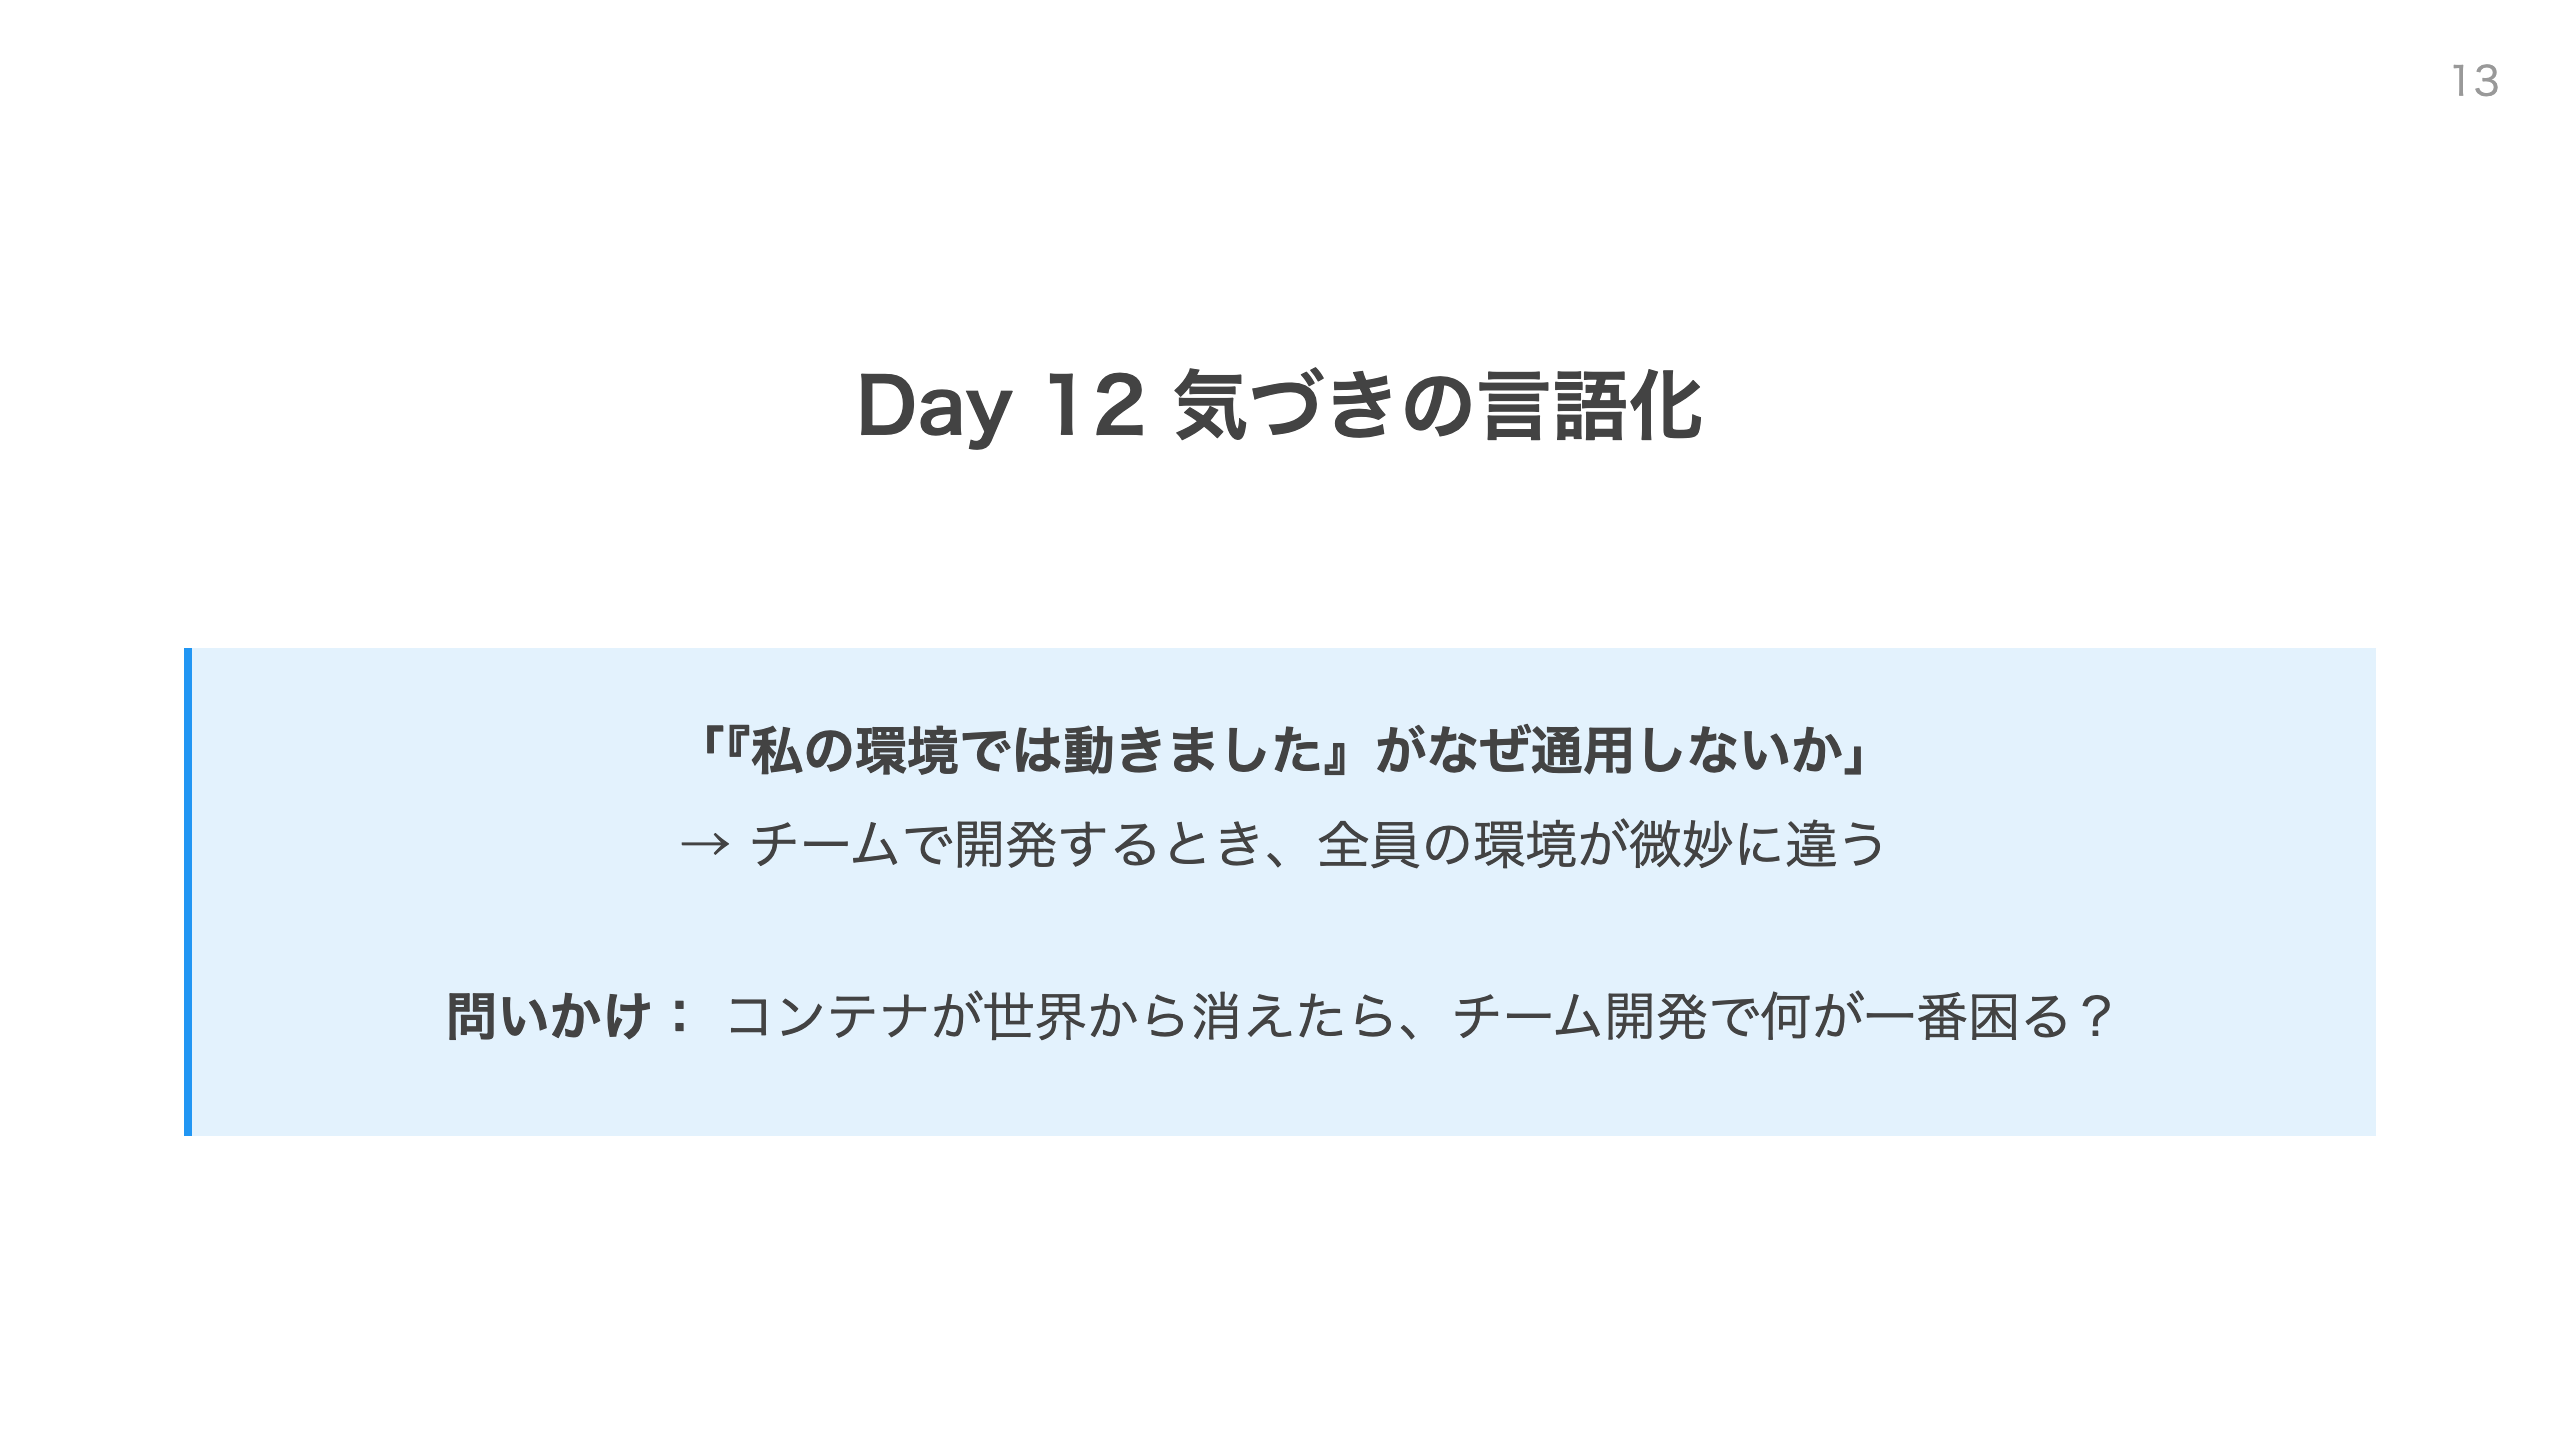 13
Day 12 気づきの言語化
「『私の環境では動きました』がなぜ通用しないか」
→ チームで開発するとき、全員の環境が微妙に違う
問いかけ： コンテナが世界から消えたら、チーム開発で何が一番困る？